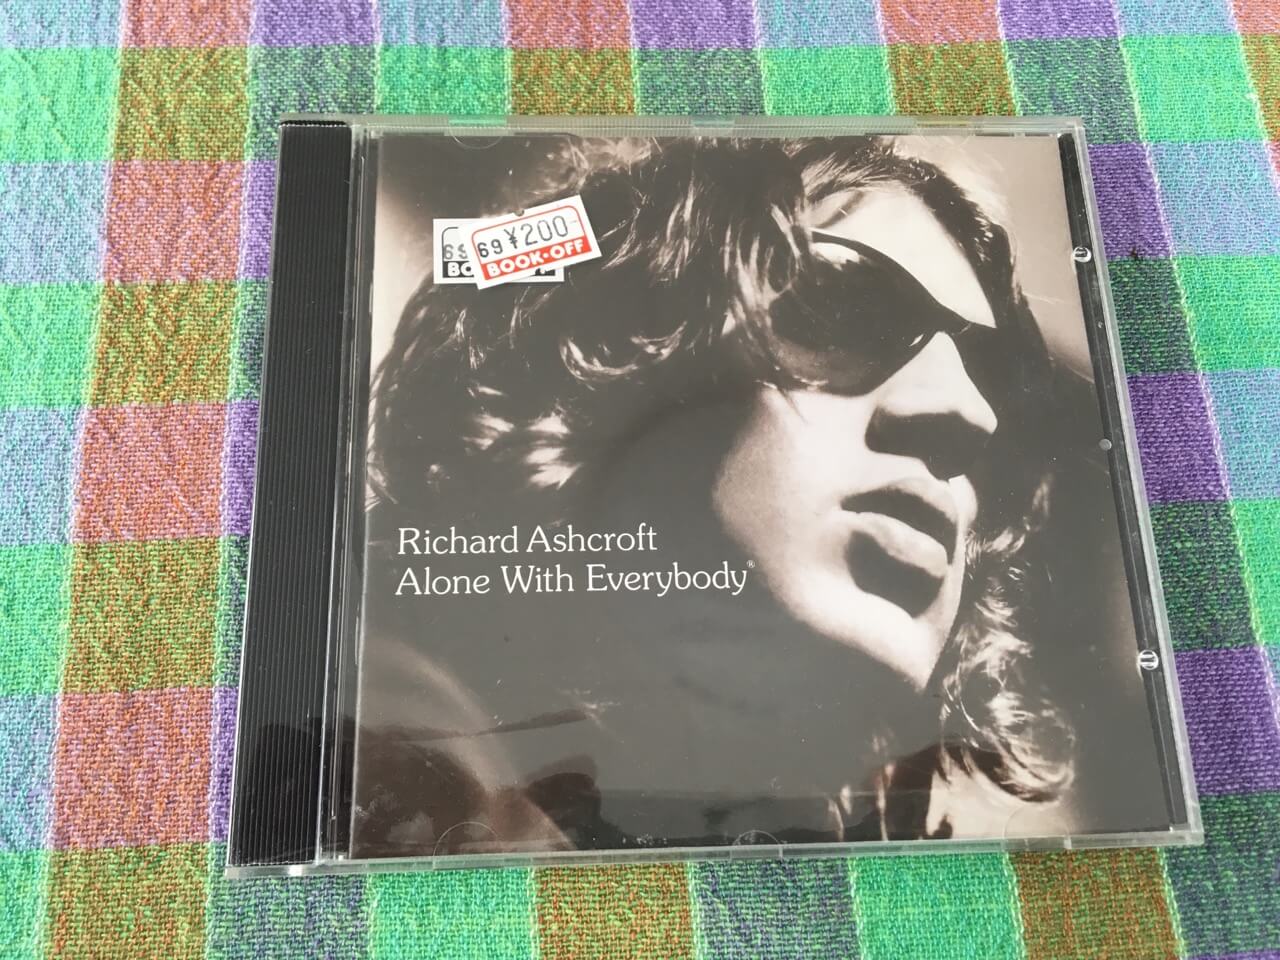 69 ¥200-
BOOK·OFF
Richard Ashcroft
Alone With Everybody®